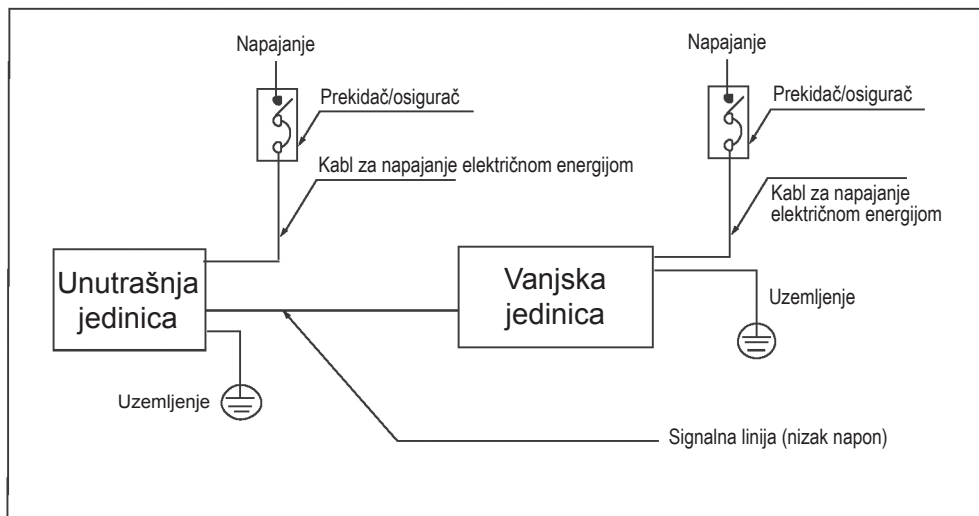 Napajanje
Napajanje
Prekidač/osigurač
Prekidač/osigurač
Kabl za napajanje električnom energijom
Kabl za napajanje
električnom energijom
Unutrašnja
jedinica
Vanjska
jedinica
Uzemljenje
Uzemljenje
Signalna linija (nizak napon)